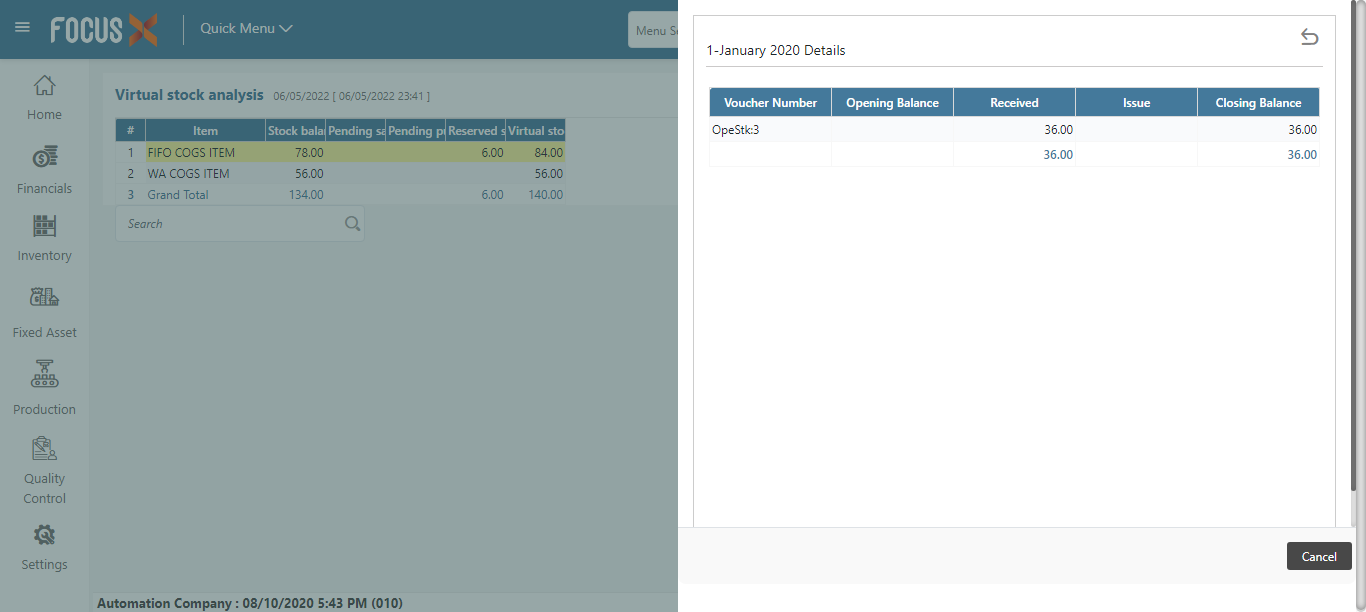 FOCUS X
Quick Menu
Menu Se
Home
Financials
Inventory
Fixed Asset
Production
Quality
Control
Settings
Virtual stock analysis 06/05/2022 [ 06/05/2022 23:41 ]
# Item Stock bala Pending sa Pending p Reserved s Virtual sto
1 FIFO COGS ITEM 78.00 6.00 84.00
2 WA COGS ITEM 56.00 56.00
3 Grand Total 134.00 6.00 140.00
Search
Automation Company : 08/10/2020 5:43 PM (010)
1-January 2020 Details
Voucher Number Opening Balance Received Issue Closing Balance
OpeStk:3 36.00 36.00
36.00 36.00
Cancel